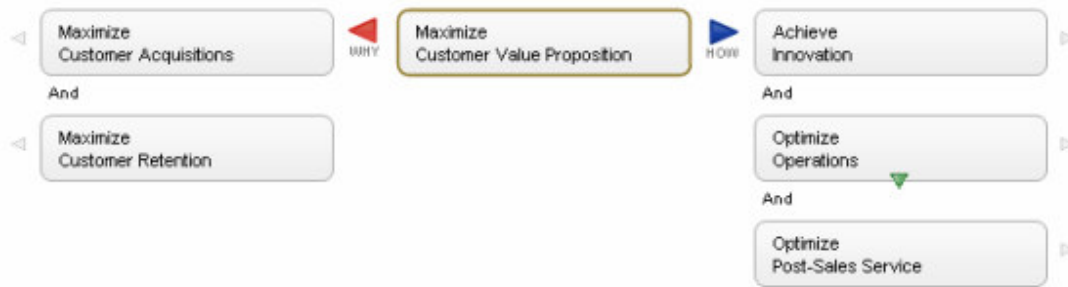 Maximize
Customer Acquisitions
And
Maximize
Customer Retention
WHY
Maximize
Customer Value Proposition
HOW
Achieve
Innovation
And
Optimize
Operations
And
Optimize
Post-Sales Service